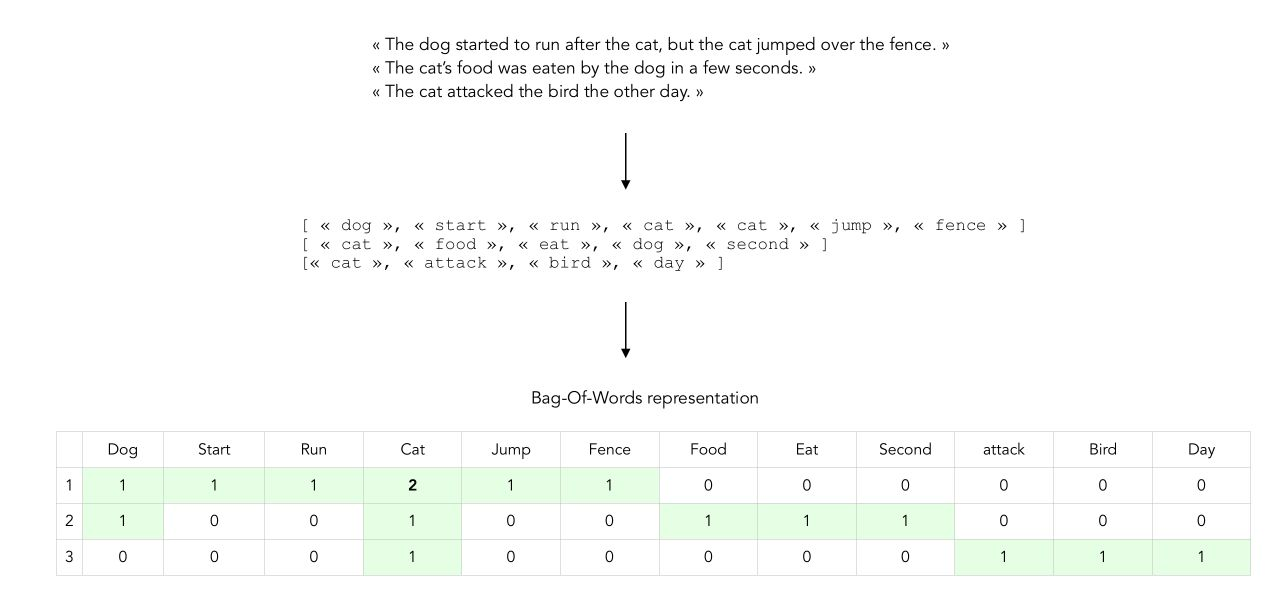 « The dog started to run after the cat, but the cat jumped over the fence. »
« The cat’s food was eaten by the dog in a few seconds. »
« The cat attacked the bird the other day. »
[ « dog », « start », « run », « cat », « cat », « jump », « fence » ]
[ « cat », « food », « eat », « dog », « second » ]
[« cat », « attack », « bird », « day » ]
Bag-Of-Words representation
Dog Start Run Cat Jump Fence Food Eat Second attack Bird Day
1 1 1 1 2 1 1 0 0 0 0 0 0
2 1 0 0 1 0 0 1 1 1 0 0 0
3 0 0 0 1 0 0 0 0 0 1 1 1